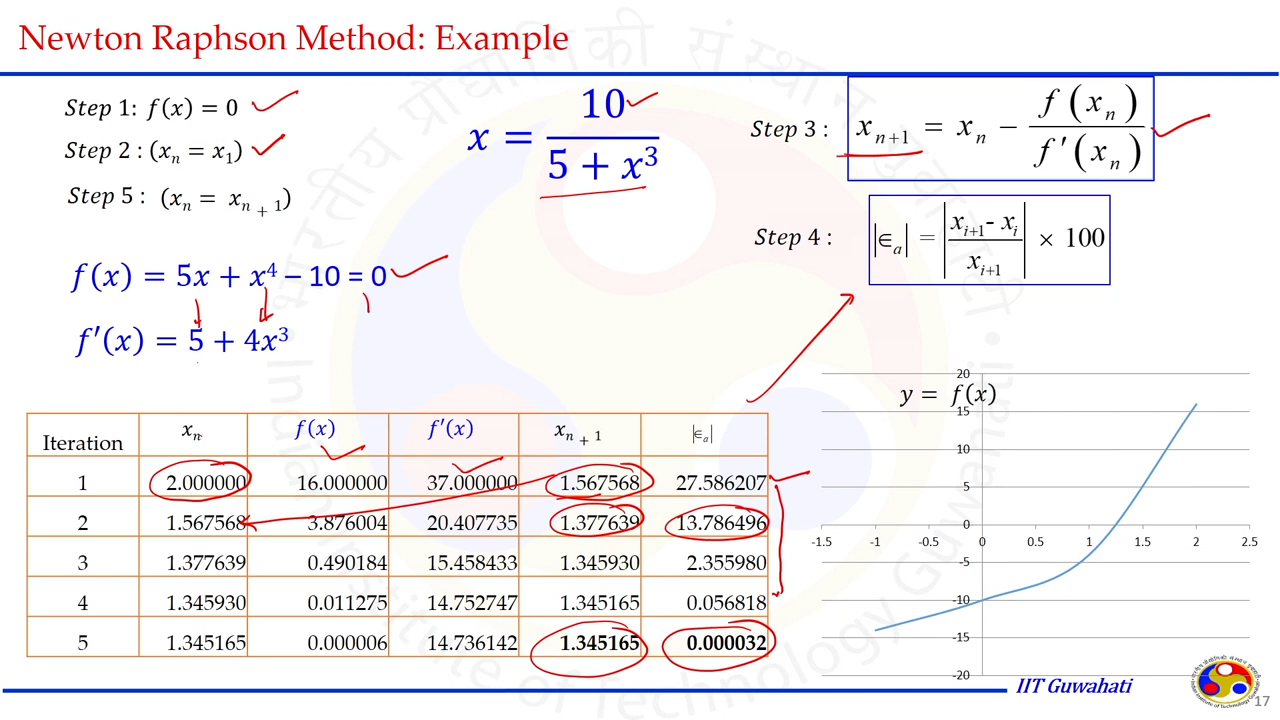 Newton Raphson Method: Example
Step 1: f(x) = 0
Step 2 : (xₙ = x₁)
Step 5 : (xₙ = xₙ ₊ ₁)
x = 10 / (5 + x³)
Step 3 : xₙ₊₁ = xₙ − f(xₙ) / f'(xₙ)
Step 4 : |∈ₐ| = |(xᵢ₊₁ - xᵢ) / xᵢ₊₁| × 100
f(x) = 5x + x⁴ – 10 = 0
f′(x) = 5 + 4x³
Iteration xₙ f(x) f′(x) xₙ ₊ ₁ |∈ₐ|
1 2.000000 16.000000 37.000000 1.567568 27.586207
2 1.567568 3.876004 20.407735 1.377639 13.786496
3 1.377639 0.490184 15.458433 1.345930 2.355980
4 1.345930 0.011275 14.752747 1.345165 0.056818
5 1.345165 0.000006 14.736142 1.345165 0.000032
y = f(x)
20
15
10
5
0
-5
-10
-15
-20
-1.5 -1 -0.5 0 0.5 1 1.5 2 2.5
भारतीय प्रौद्योगिकी संस्थान गुवाहाटी
Indian Institute of Technology Guwahati
IIT Guwahati
17